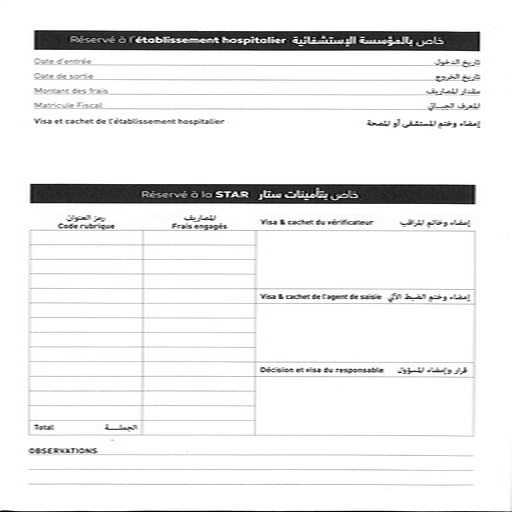 Réservé à l'établissement hospitalier خاص بالمؤسسة الإستشفائية
Date d'entrée تاريخ الدخول
Date de sortie تاريخ الخروج
Montant des frais مقدار المصاريف
Matricule Fiscal المعرف الجبائي
Visa et cachet de l'établissement hospitalier إمضاء وختم المستشفى أو المصحة
Réservé à la STAR خاص بتأمينات ستار
رمز العنوان المصاريف
Code rubrique Frais engagés Visa & cachet du vérificateur إمضاء وخاتم المراقب
Visa & cachet de l'agent de saisie إمضاء وختم الضبط الآلي
Décision et visa du responsable قرار وإمضاء المسؤول
Total الجملـــة
OBSERVATIONS